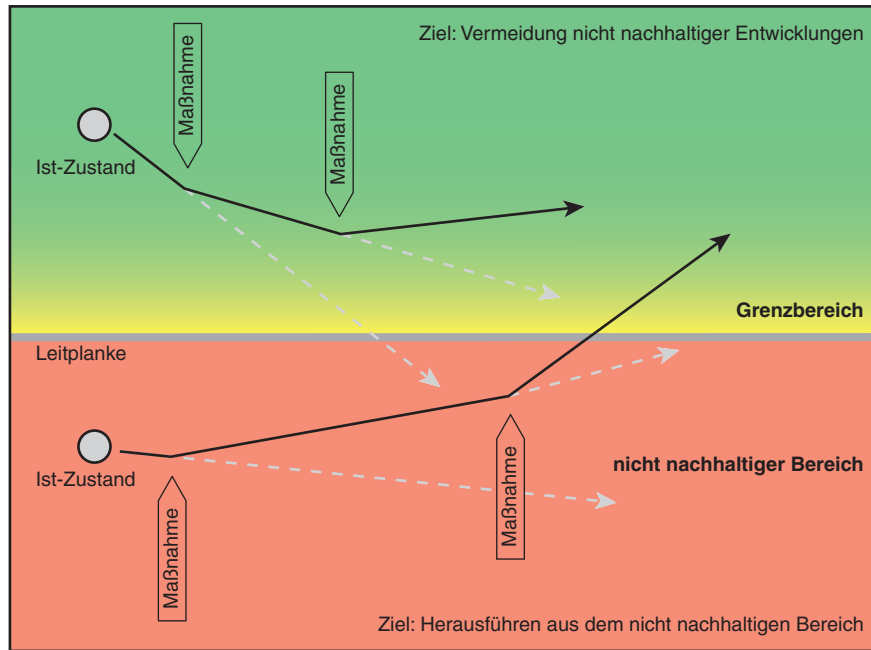 Ziel: Vermeidung nicht nachhaltiger Entwicklungen
Maßnahme
Maßnahme
Ist-Zustand
Grenzbereich
Leitplanke
nicht nachhaltiger Bereich
Ist-Zustand
Maßnahme
Maßnahme
Ziel: Herausführen aus dem nicht nachhaltigen Bereich